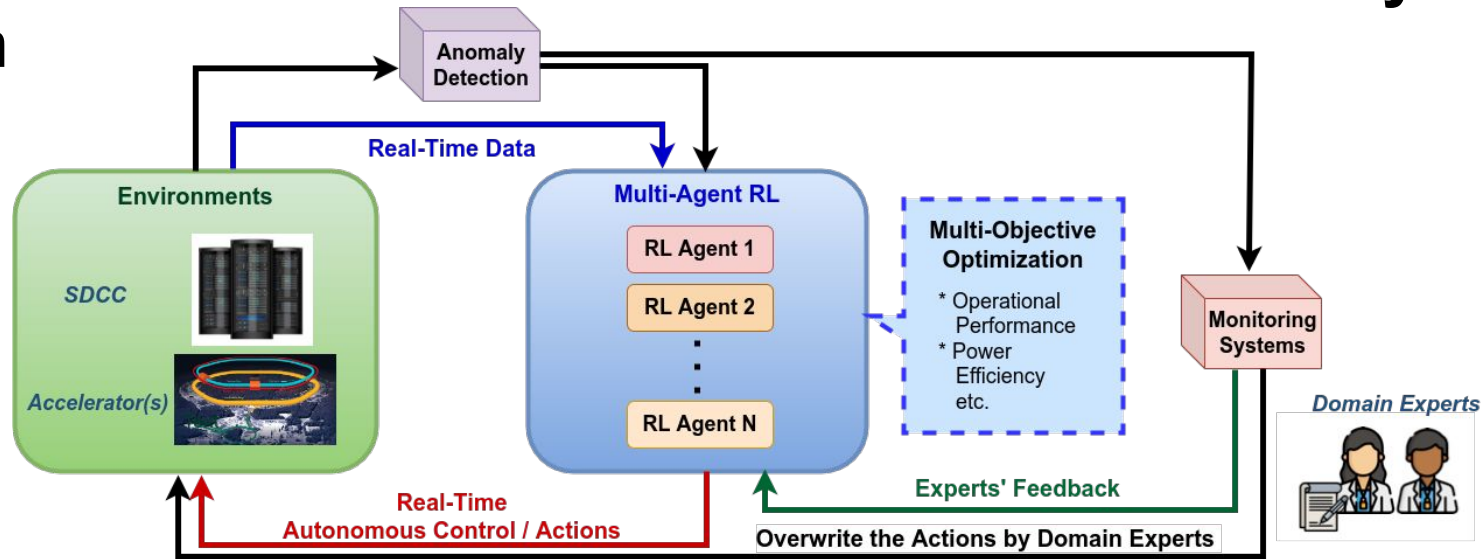 Anomaly
Detection
Real-Time Data
Environments
SDCC
Accelerator(s)
Multi-Agent RL
RL Agent 1
RL Agent 2
RL Agent N
Multi-Objective
Optimization
* Operational
Performance
* Power
Efficiency
etc.
Monitoring
Systems
Domain Experts
Real-Time
Autonomous Control / Actions
Experts' Feedback
Overwrite the Actions by Domain Experts